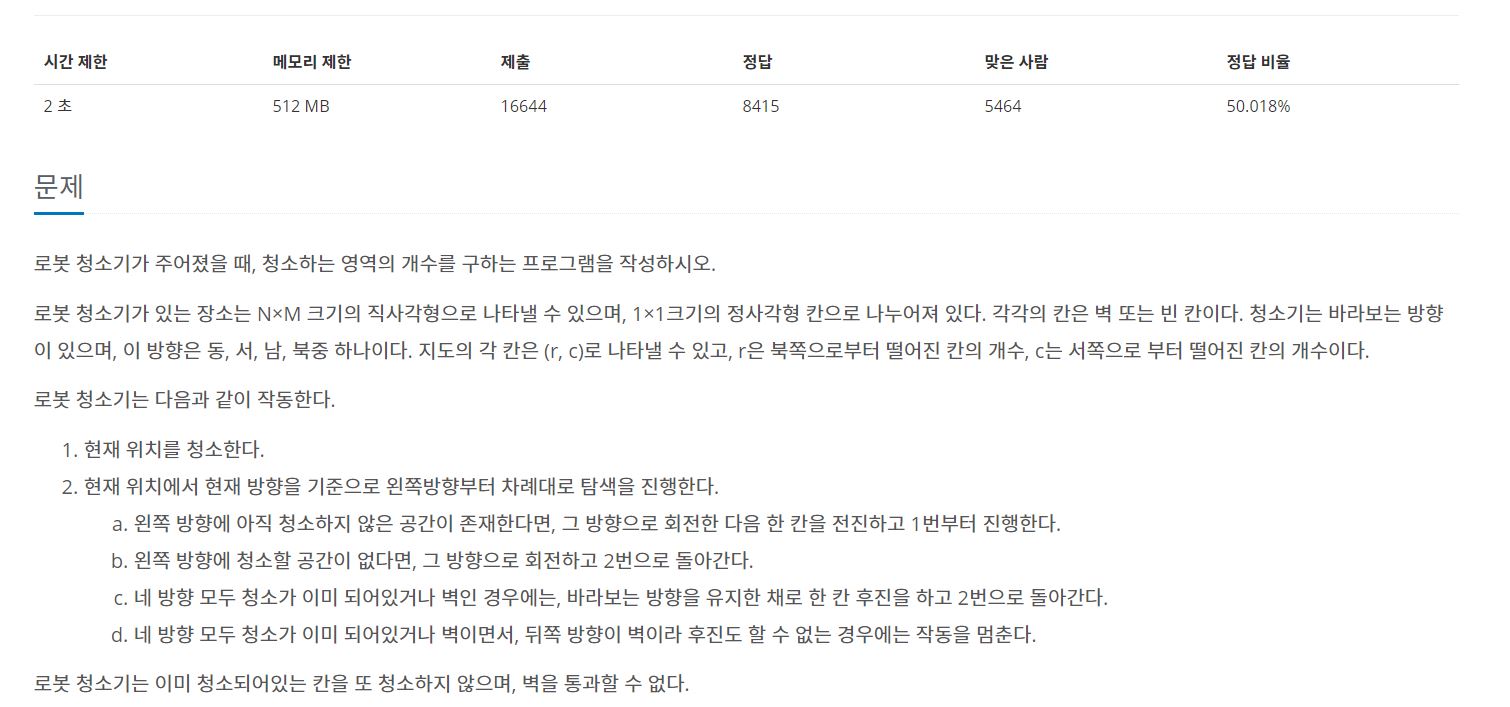 시간 제한 메모리 제한 제출 정답 맞은 사람 정답 비율
2 초 512 MB 16644 8415 5464 50.018%
문제
로봇 청소기가 주어졌을 때, 청소하는 영역의 개수를 구하는 프로그램을 작성하시오.
로봇 청소기가 있는 장소는 N×M 크기의 직사각형으로 나타낼 수 있으며, 1×1크기의 정사각형 칸으로 나누어져 있다. 각각의 칸은 벽 또는 빈 칸이다. 청소기는 바라보는 방향
이 있으며, 이 방향은 동, 서, 남, 북중 하나이다. 지도의 각 칸은 (r, c)로 나타낼 수 있고, r은 북쪽으로부터 떨어진 칸의 개수, c는 서쪽으로 부터 떨어진 칸의 개수이다.
로봇 청소기는 다음과 같이 작동한다.
1. 현재 위치를 청소한다.
2. 현재 위치에서 현재 방향을 기준으로 왼쪽방향부터 차례대로 탐색을 진행한다.
a. 왼쪽 방향에 아직 청소하지 않은 공간이 존재한다면, 그 방향으로 회전한 다음 한 칸을 전진하고 1번부터 진행한다.
b. 왼쪽 방향에 청소할 공간이 없다면, 그 방향으로 회전하고 2번으로 돌아간다.
c. 네 방향 모두 청소가 이미 되어있거나 벽인 경우에는, 바라보는 방향을 유지한 채로 한 칸 후진을 하고 2번으로 돌아간다.
d. 네 방향 모두 청소가 이미 되어있거나 벽이면서, 뒤쪽 방향이 벽이라 후진도 할 수 없는 경우에는 작동을 멈춘다.
로봇 청소기는 이미 청소되어있는 칸을 또 청소하지 않으며, 벽을 통과할 수 없다.